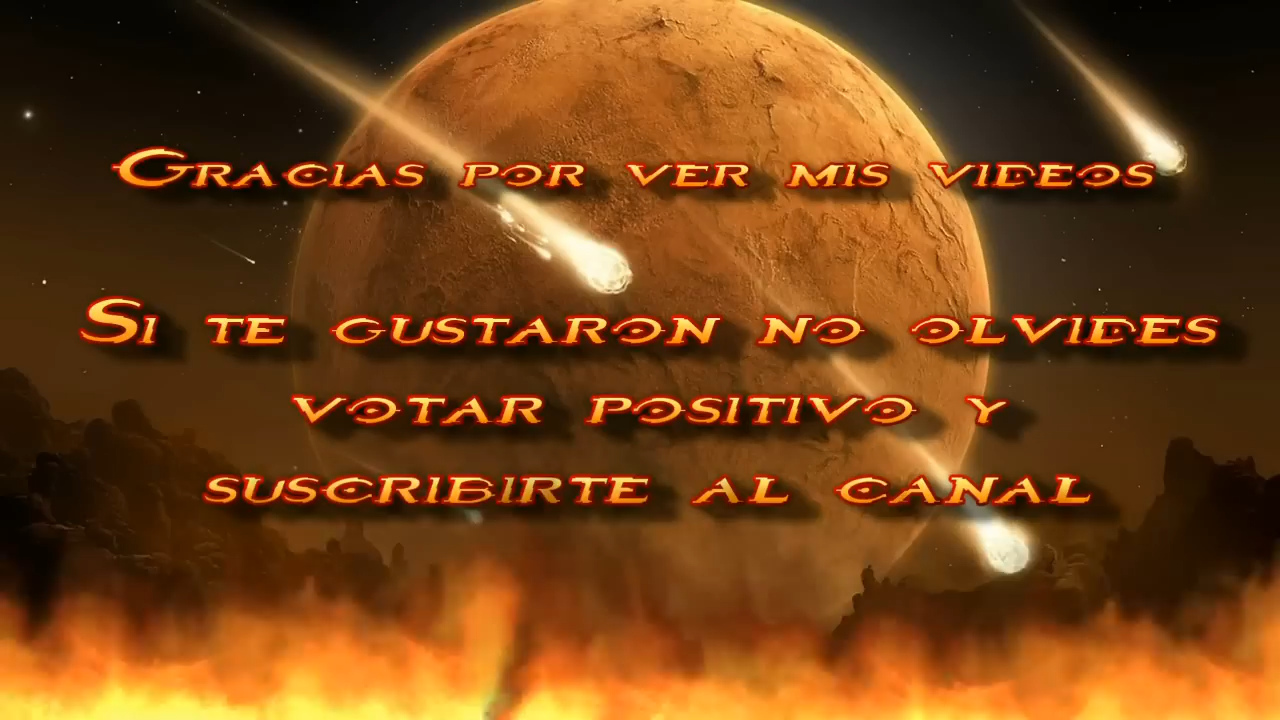 Gracias por ver mis videos
Si te gustaron no olvides
votar positivo y
suscribirte al canal